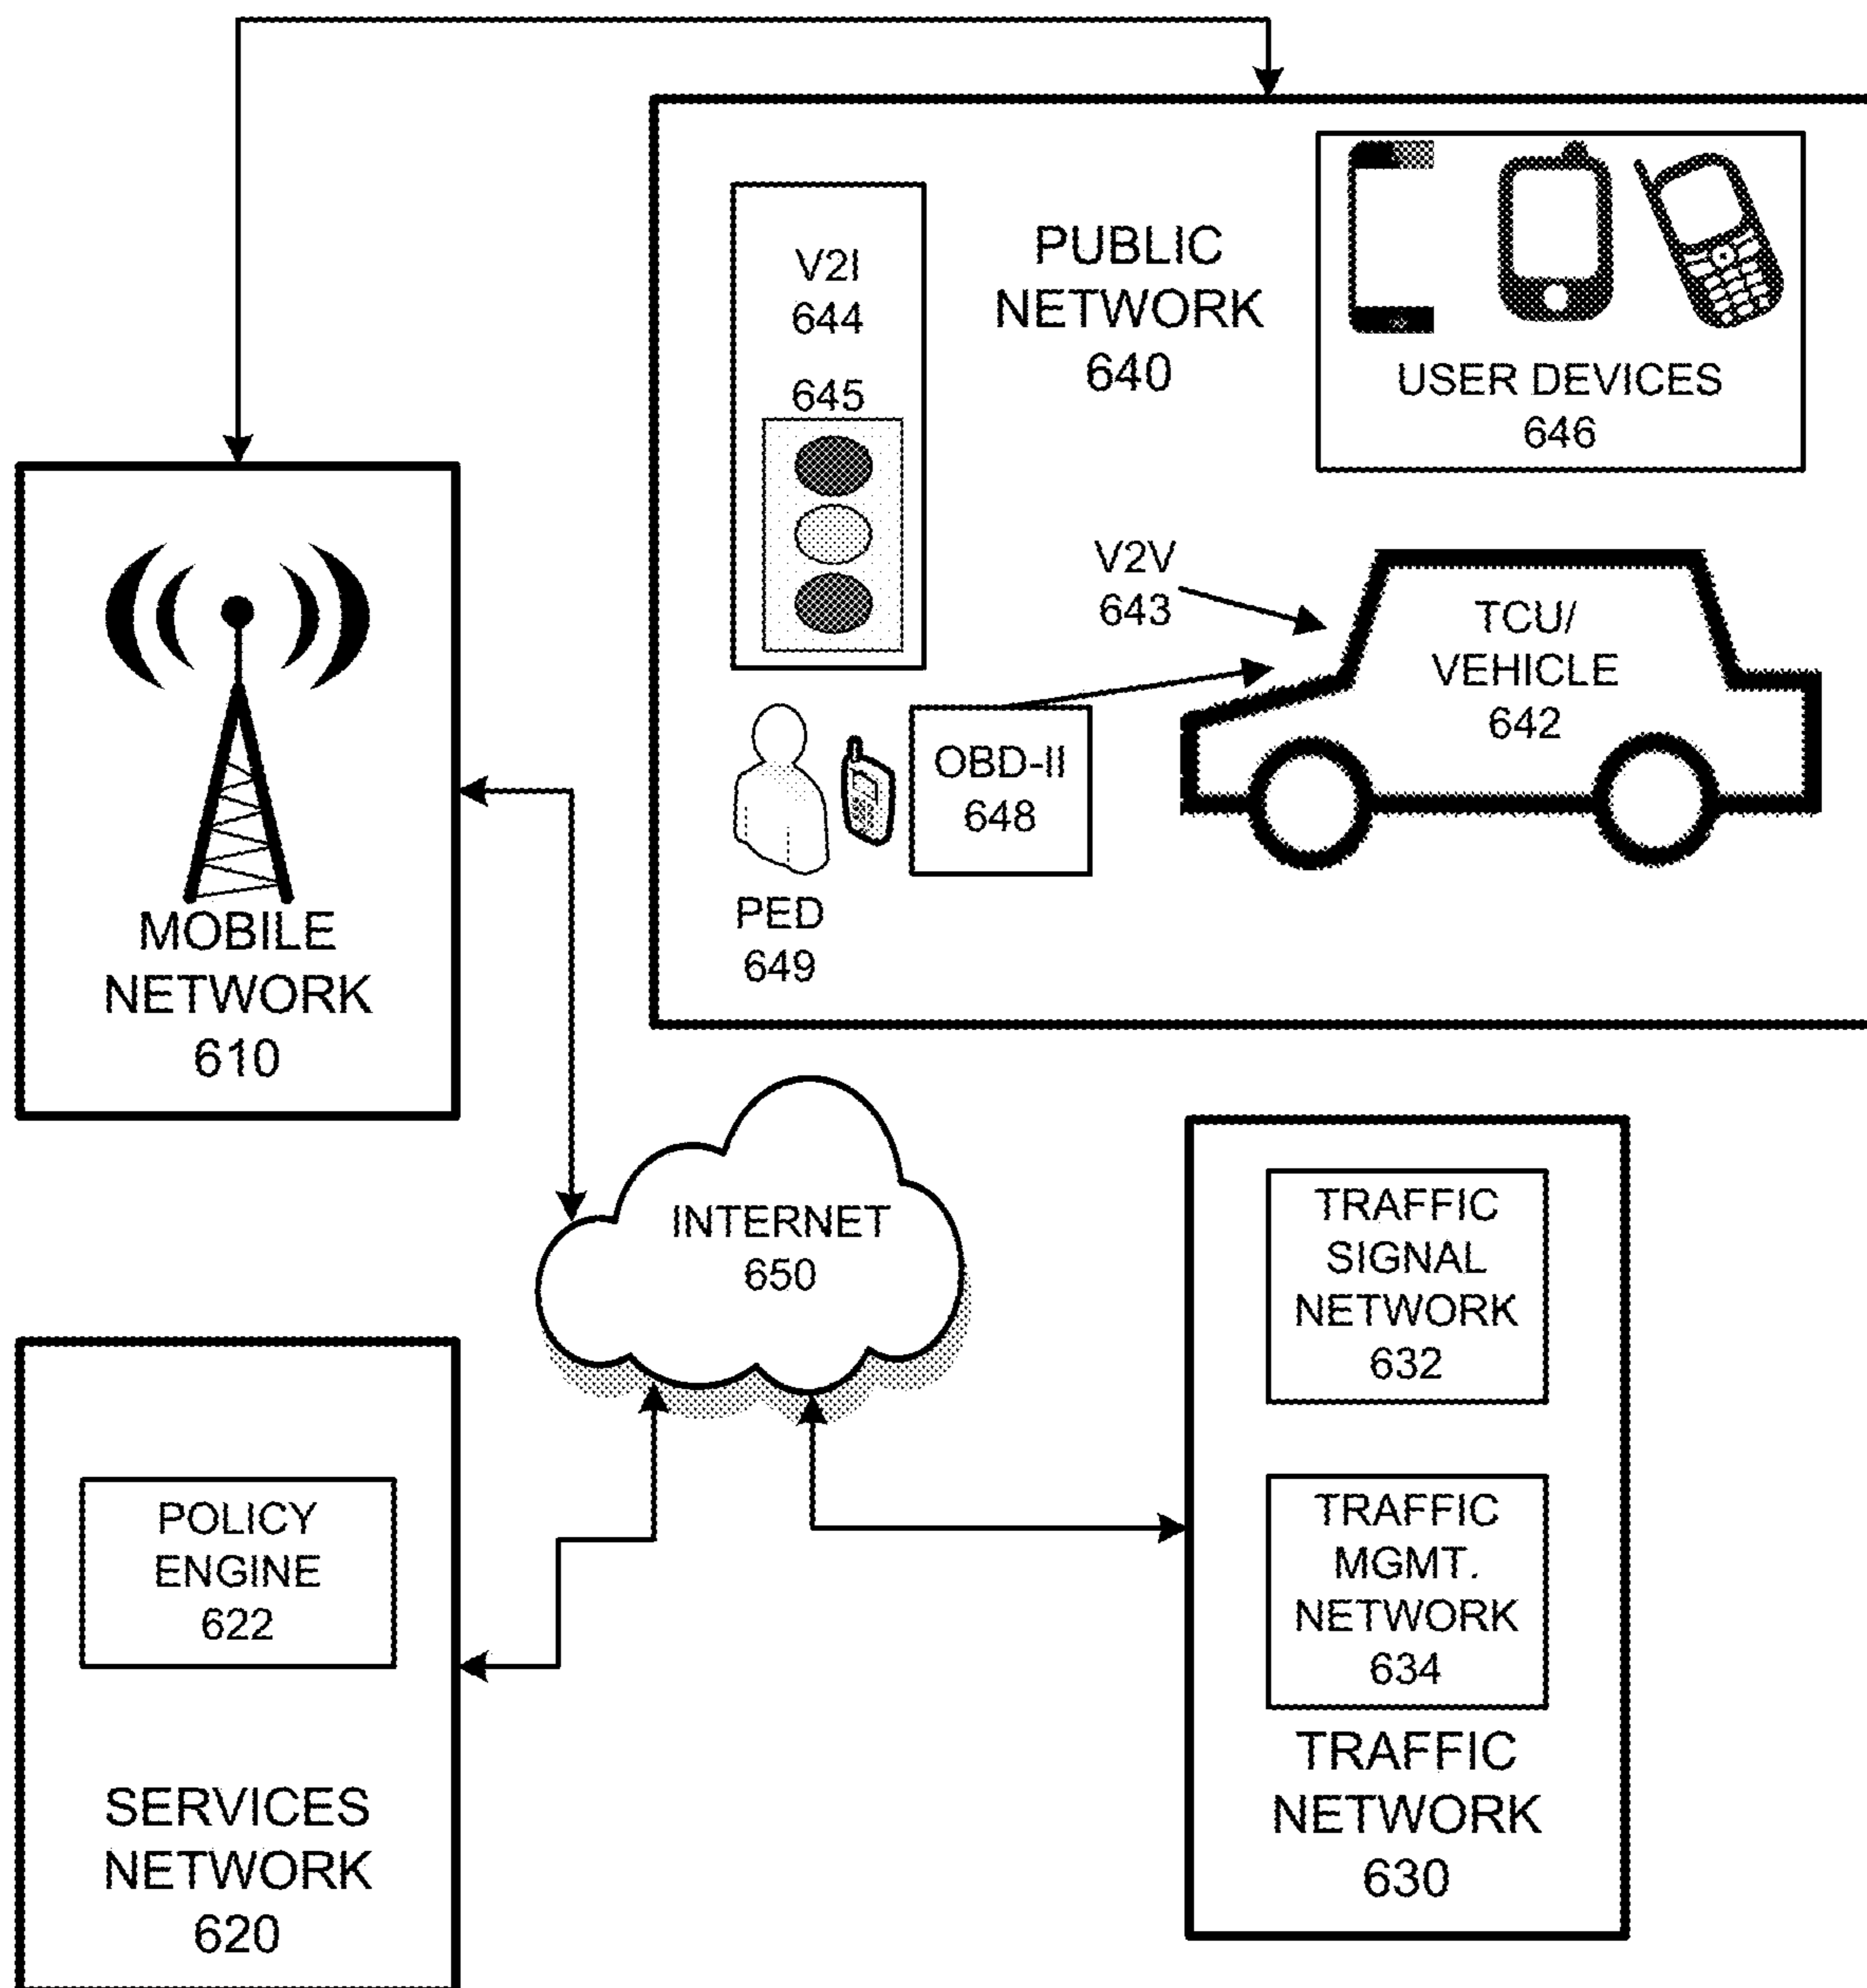 V2I
644
645
PUBLIC
NETWORK
640
USER DEVICES
646
V2V
643
TCU/
VEHICLE
642
OBD-II
648
PED
649
MOBILE
NETWORK
610
INTERNET
650
TRAFFIC
SIGNAL
NETWORK
632
TRAFFIC
MGMT.
NETWORK
634
TRAFFIC
NETWORK
630
POLICY
ENGINE
622
SERVICES
NETWORK
620